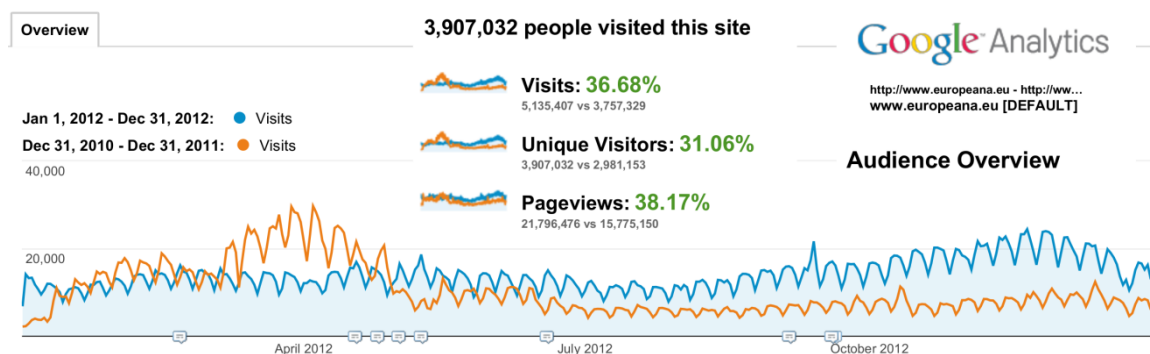 Overview
3,907,032 people visited this site
Google™ Analytics
http://www.europeana.eu - http://ww...
www.europeana.eu [DEFAULT]
Audience Overview
Visits: 36.68%
5,135,407 vs 3,757,329
Unique Visitors: 31.06%
3,907,032 vs 2,981,153
Pageviews: 38.17%
21,796,476 vs 15,775,150
Jan 1, 2012 - Dec 31, 2012: Visits
Dec 31, 2010 - Dec 31, 2011: Visits
40,000
20,000
April 2012
July 2012
October 2012